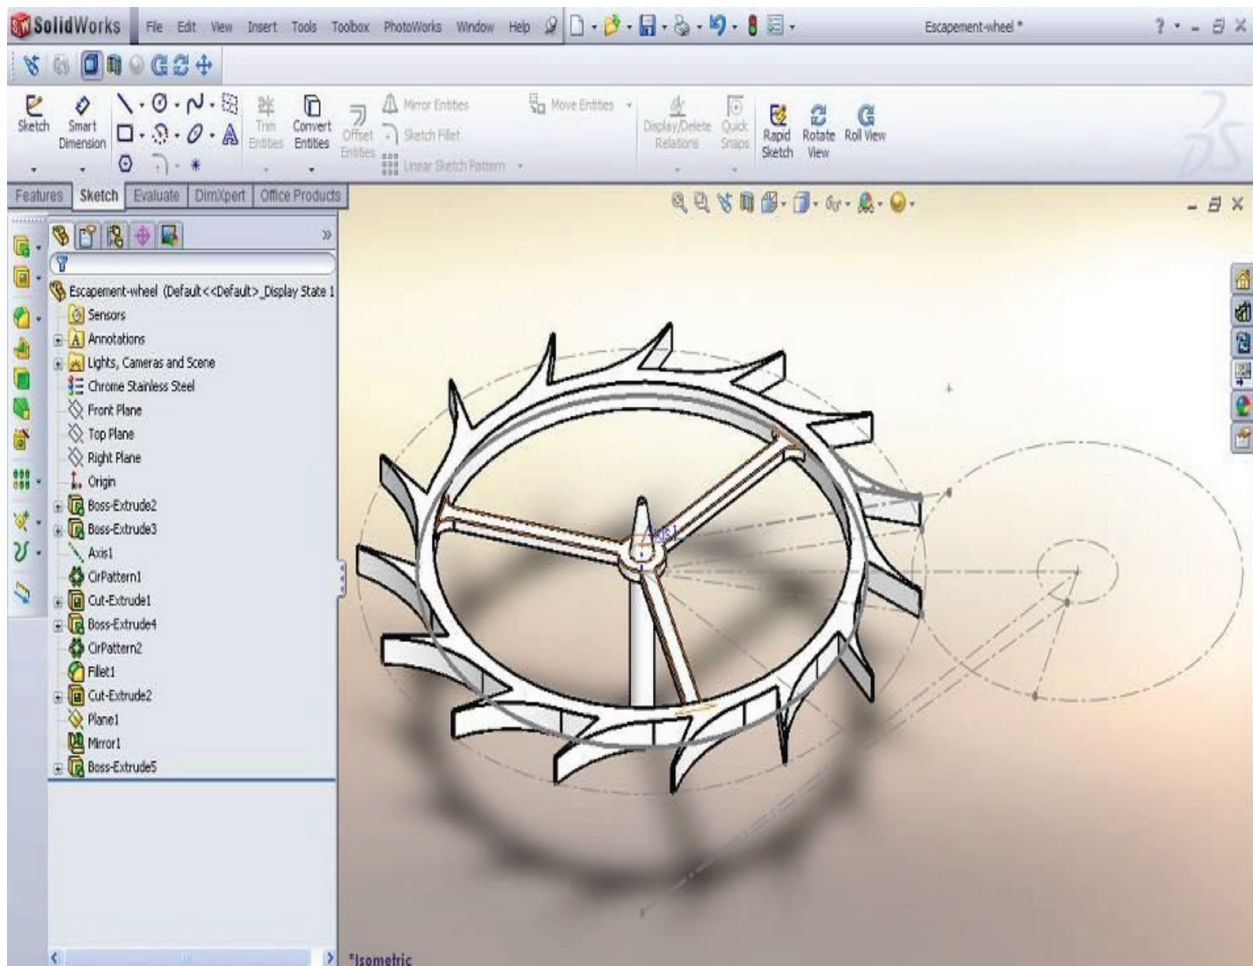 SolidWorks File Edit View Insert Tools Toolbox PhotoWorks Window Help Escapement-wheel * ?
Sketch Smart Dimension Trim Entities Convert Entities Offset Entities Mirror Entities Move Entities Display/Delete Relations Quick Snaps Rapid Sketch Rotate View Roll View
Sketch Fillet
Linear Sketch Pattern
Features Sketch Evaluate DimXpert Office Products
Escapement-wheel (Default<<Default>_Display State 1
Sensors
A Annotations
Lights, Cameras and Scene
Chrome Stainless Steel
Front Plane
Top Plane
Right Plane
Origin
Boss-Extrude2
Boss-Extrude3
Axis1
CirPattern1
Cut-Extrude1
Boss-Extrude4
CirPattern2
Fillet1
Cut-Extrude2
Plane1
Mirror1
Boss-Extrude5
Axis1
*Isometric